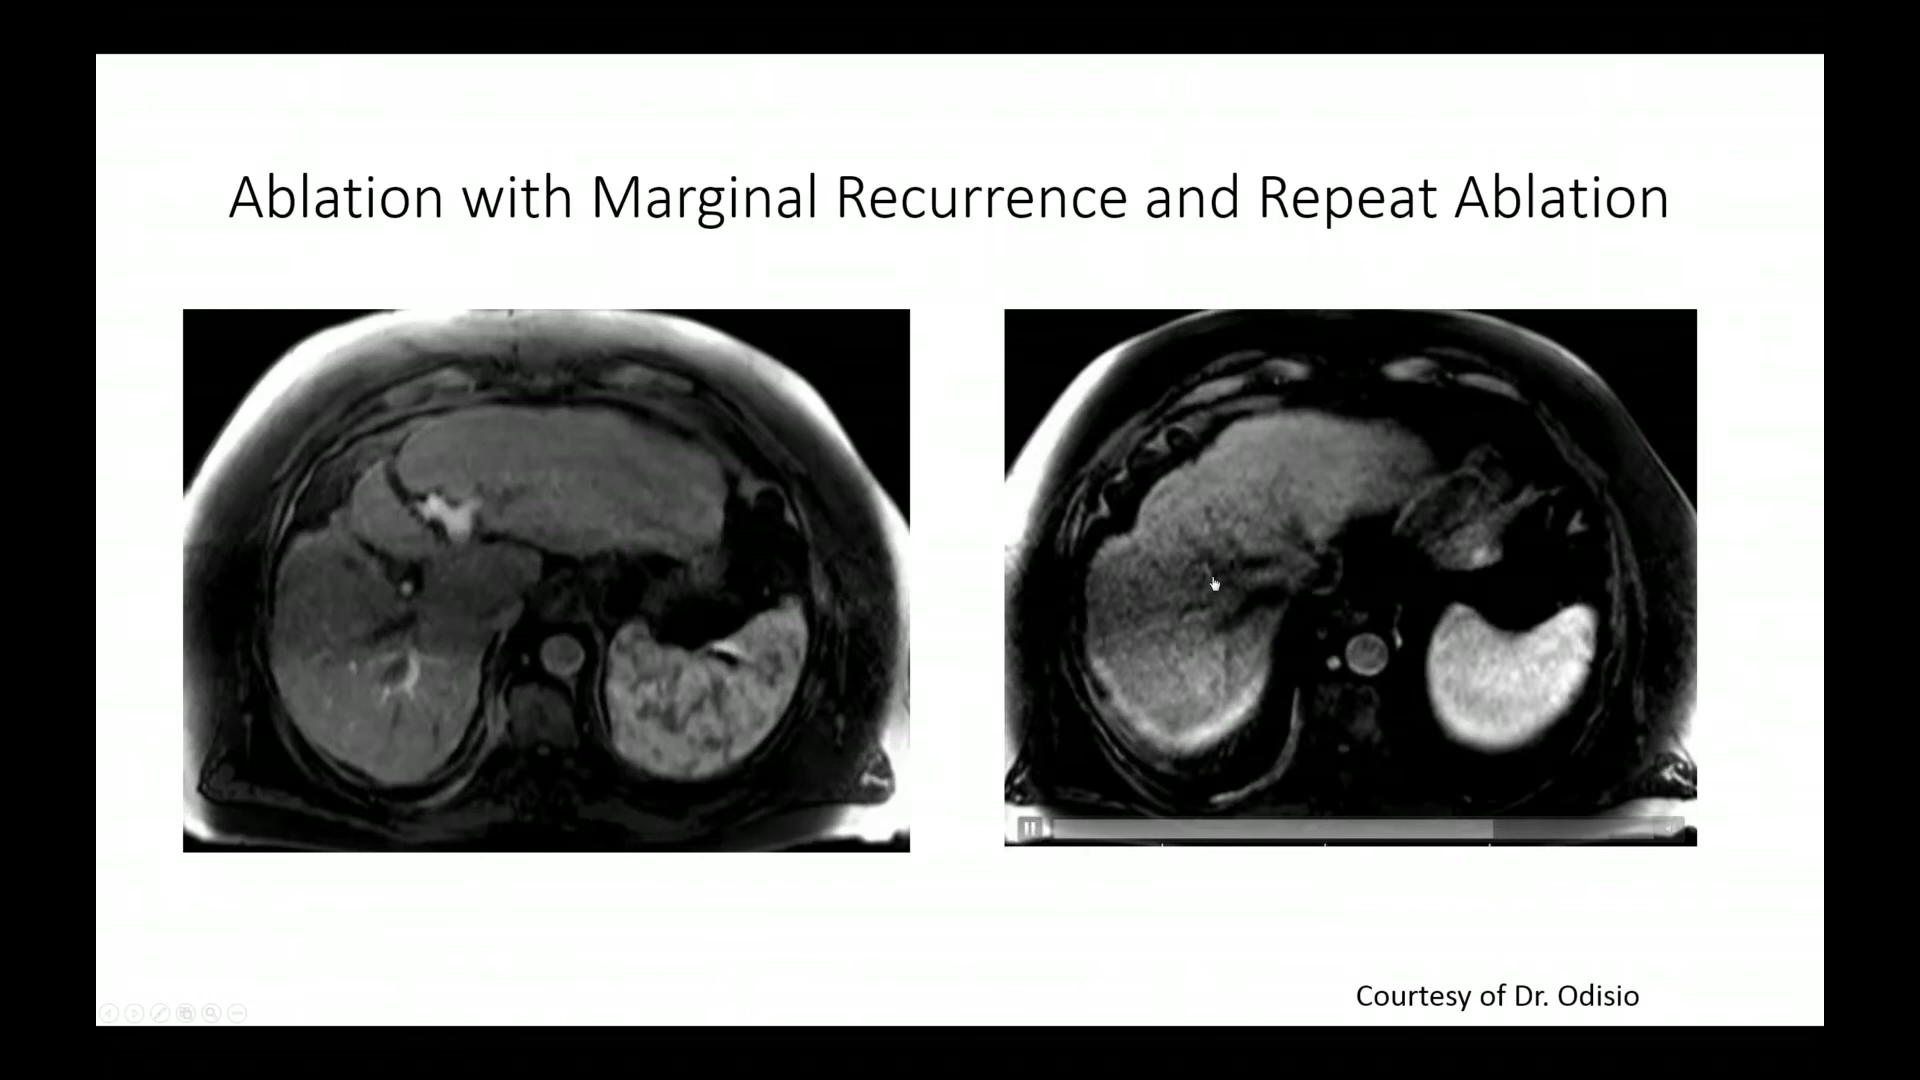 Ablation with Marginal Recurrence and Repeat Ablation
Courtesy of Dr. Odisio